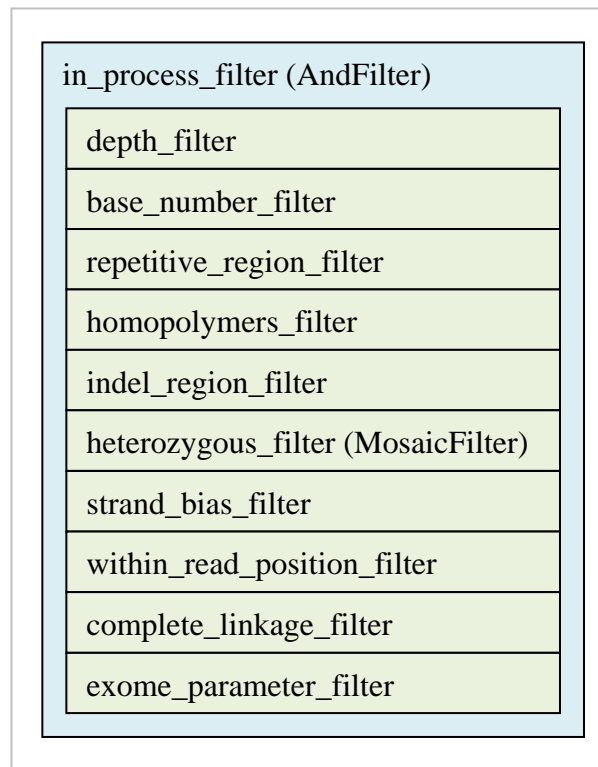 in_process_filter (AndFilter)
depth_filter
base_number_filter
repetitive_region_filter
homopolymers_filter
indel_region_filter
heterozygous_filter (MosaicFilter)
strand_bias_filter
within_read_position_filter
complete_linkage_filter
exome_parameter_filter